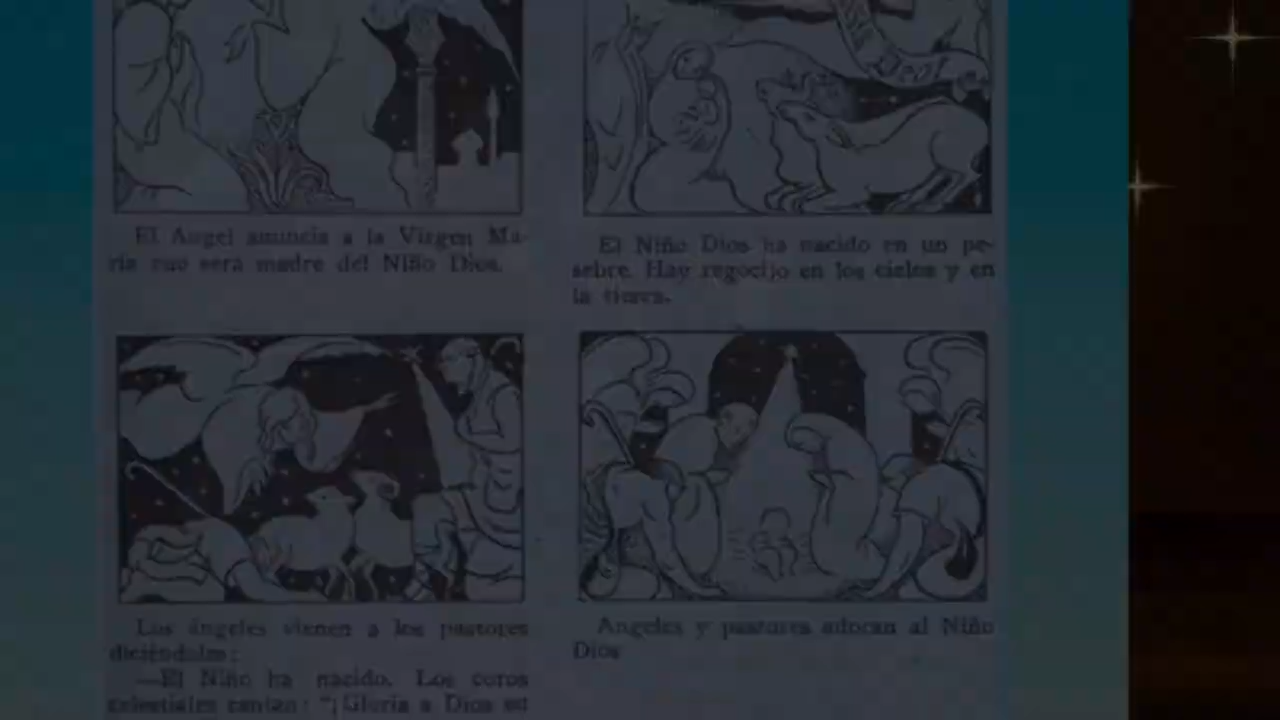 El Angel anuncia a la Virgen Ma-
ría que será madre del Niño Dios.
El Niño Dios ha nacido en un pe-
sebre. Hay regocijo en los cielos y en
la tierra.
Los ángeles vienen a los pastores
diciéndoles:
—El Niño ha nacido. Los coros
celestiales cantan: "¡Gloria a Dios en
Angeles y pastores adoran al Niño
Dios